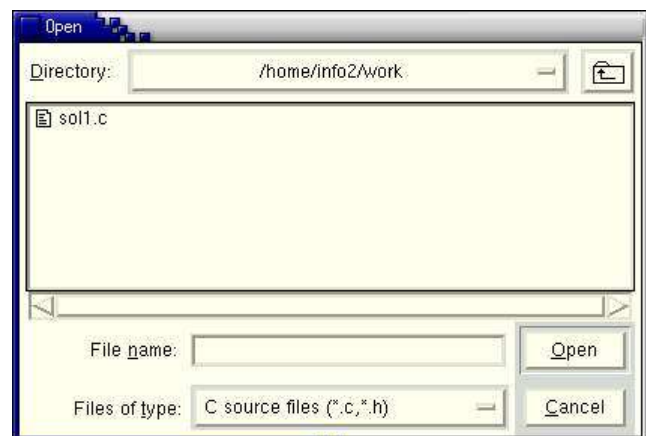 Open
Directory: /home/info2/work
sol1.c
File name: Open
Files of type: C source files (*.c,*.h) Cancel